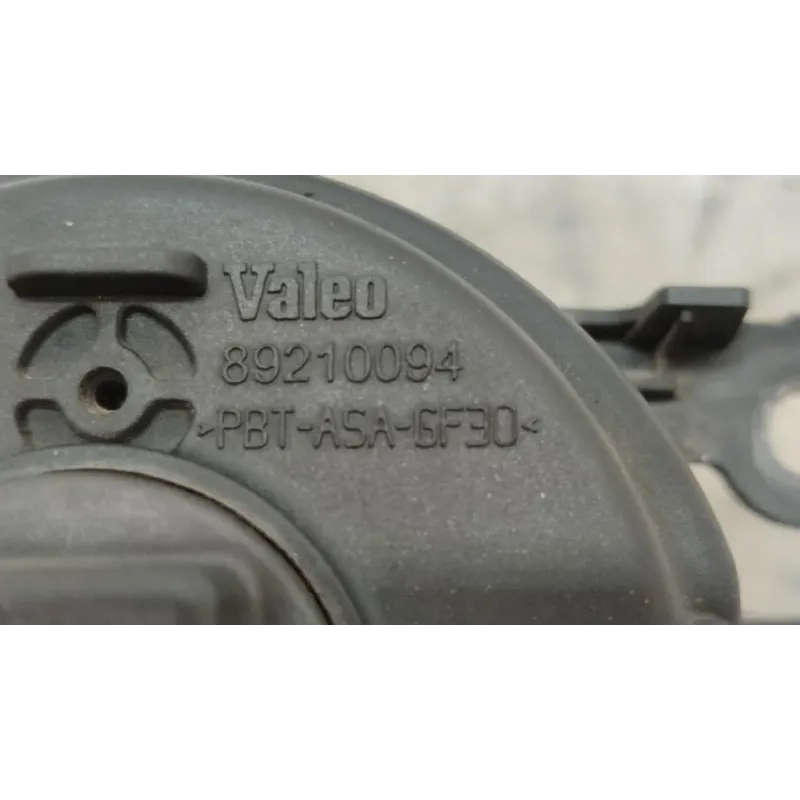 Valeo
89210094
>PBT-ASA-GF30<